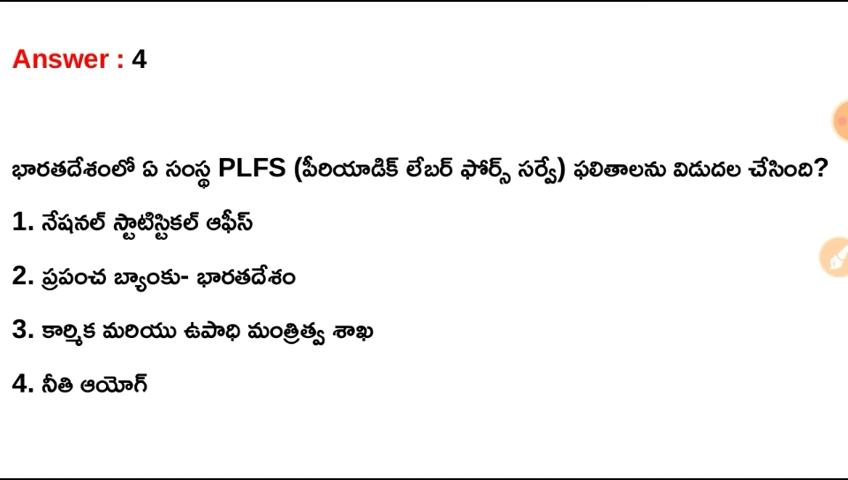 Answer : 4
భారతదేశంలో ఏ సంస్థ PLFS (పీరియాడిక్ లేబర్ ఫోర్స్ సర్వే) ఫలితాలను విడుదల చేసింది?
1. నేషనల్ స్టాటిస్టికల్ ఆఫీస్
2. ప్రపంచ బ్యాంకు- భారతదేశం
3. కార్మిక మరియు ఉపాధి మంత్రిత్వ శాఖ
4. నీతి ఆయోగ్